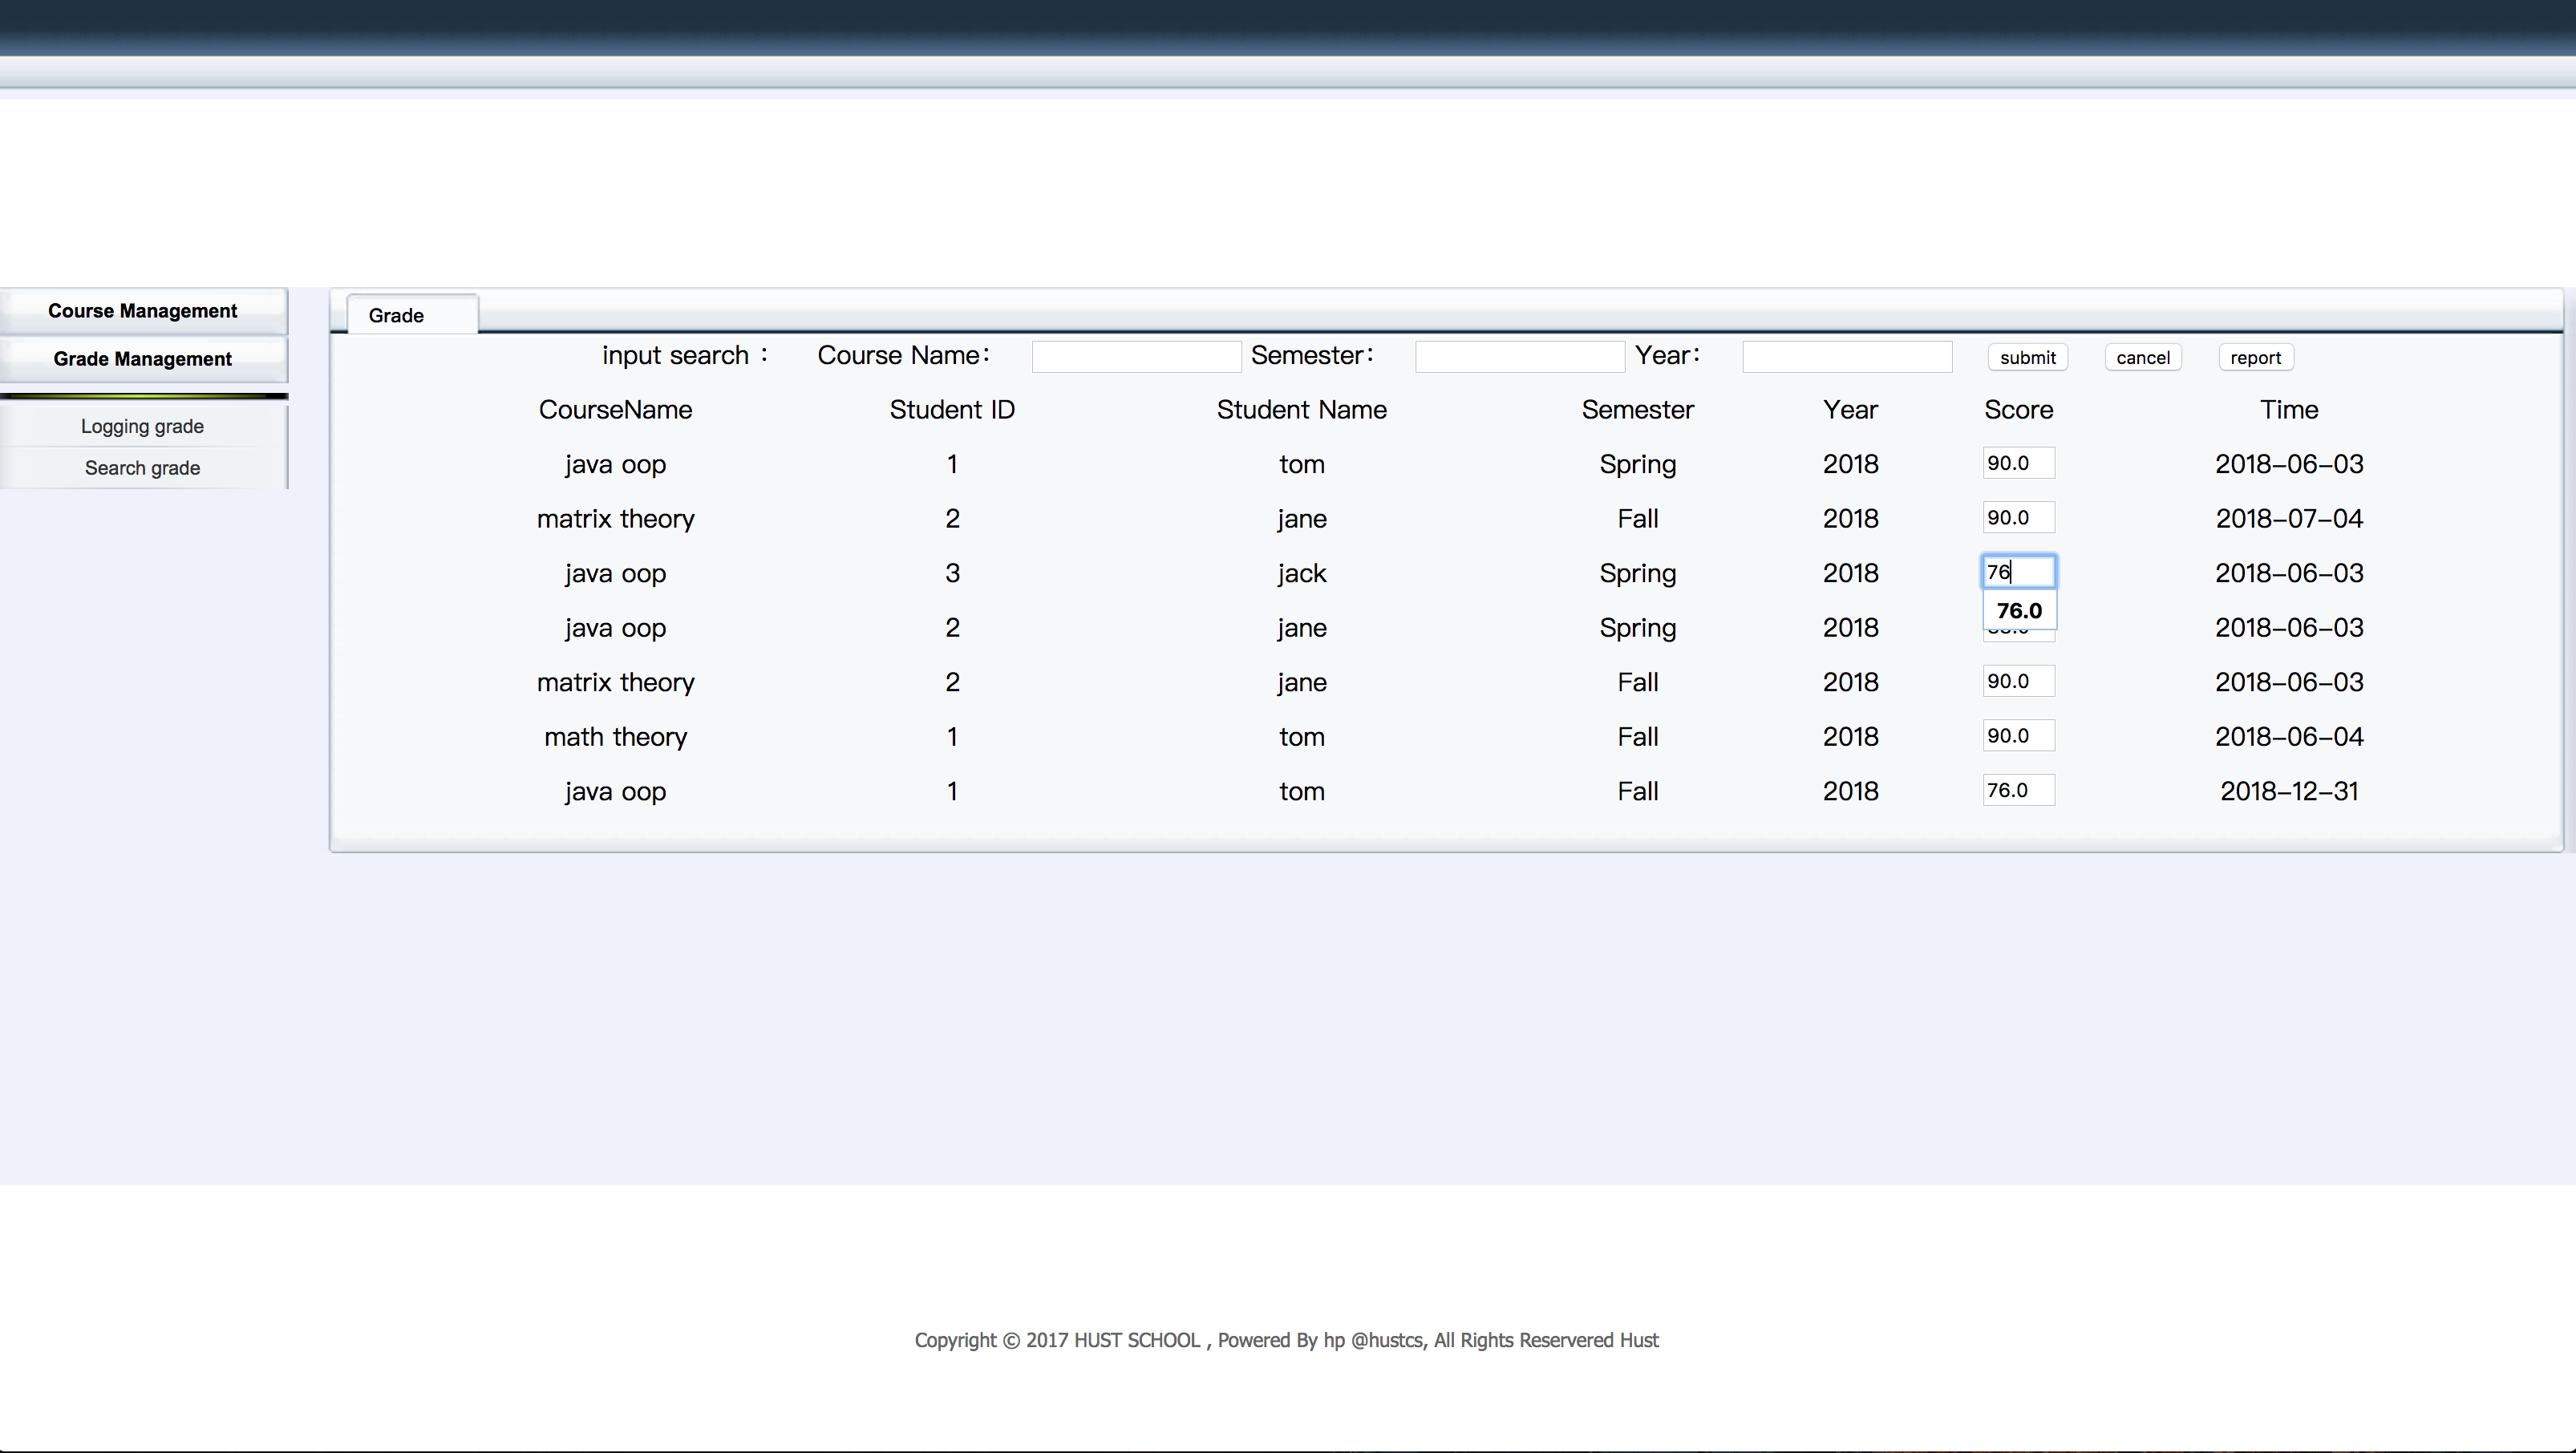 Course Management
Grade Management
Logging grade
Search grade
Grade
input search : Course Name: Semester: Year: submit cancel report
CourseName Student ID Student Name Semester Year Score Time
java oop 1 tom Spring 2018 90.0 2018-06-03
matrix theory 2 jane Fall 2018 90.0 2018-07-04
java oop 3 jack Spring 2018 76 2018-06-03
76.0
java oop 2 jane Spring 2018 2018-06-03
matrix theory 2 jane Fall 2018 90.0 2018-06-03
math theory 1 tom Fall 2018 90.0 2018-06-04
java oop 1 tom Fall 2018 76.0 2018-12-31
Copyright © 2017 HUST SCHOOL , Powered By hp @hustcs, All Rights Reservered Hust